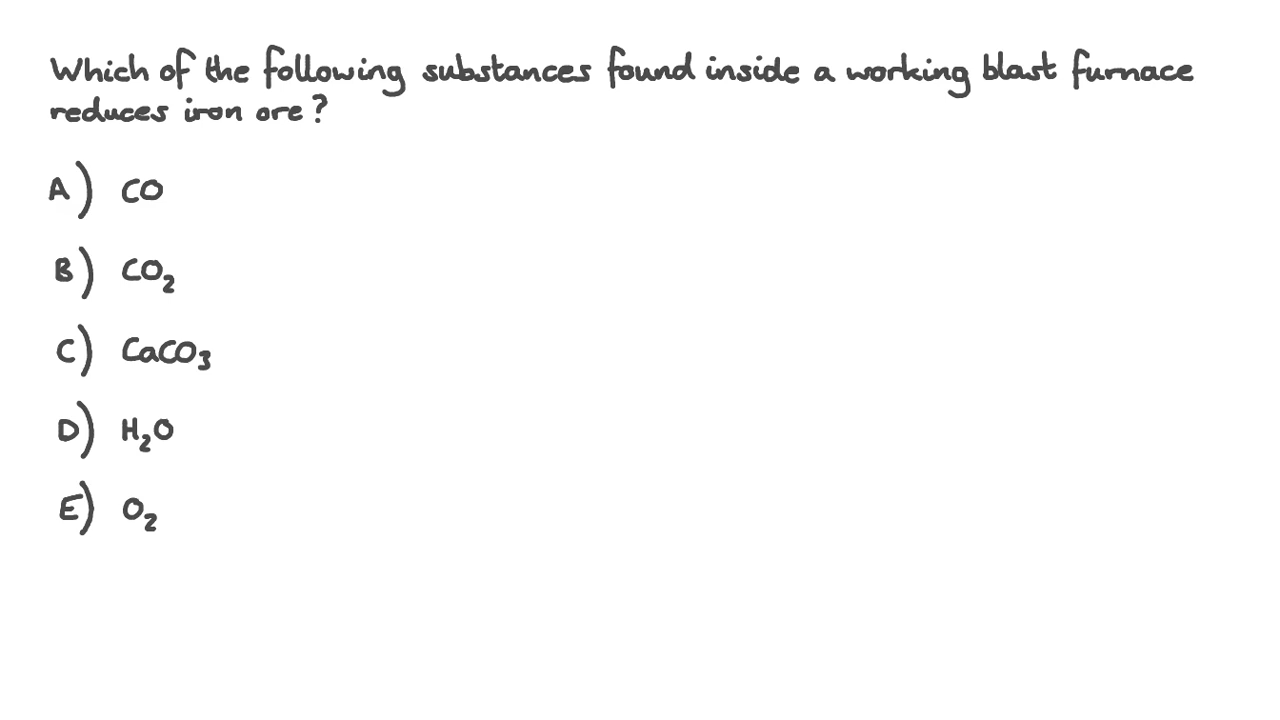 Which of the following substances found inside a working blast furnace
reduces iron ore?
A) CO
B) CO₂
C) CaCO₃
D) H₂O
E) O₂